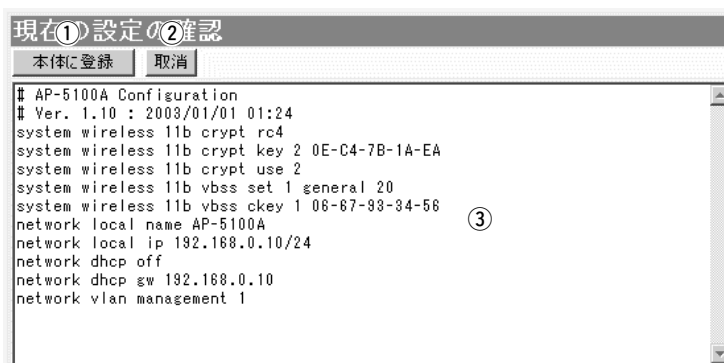 現在の設定の確認
① ②
本体に登録 取消
# AP-5100A Configuration
# Ver. 1.10 : 2003/01/01 01:24
system wireless 11b crypt rc4
system wireless 11b crypt key 2 0E-C4-7B-1A-EA
system wireless 11b crypt use 2
system wireless 11b vbss set 1 general 20
system wireless 11b vbss ckey 1 06-67-93-34-56
network local name AP-5100A
③
network local ip 192.168.0.10/24
network dhcp off
network dhcp gw 192.168.0.10
network vlan management 1